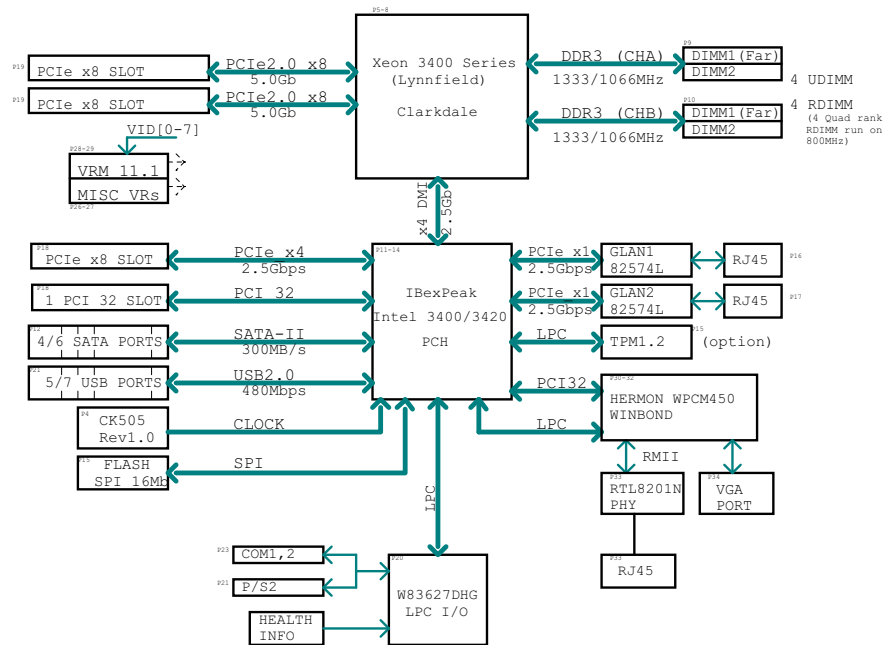 P5-8
Xeon 3400 Series
(Lynnfield)
Clarkdale
P19
PCIe x8 SLOT
PCIe2.0 x8
5.0Gb
P19
PCIe x8 SLOT
PCIe2.0 x8
5.0Gb
DDR3 (CHA)
1333/1066MHz
P9
DIMM1(Far)
DIMM2
DDR3 (CHB)
1333/1066MHz
P10
DIMM1(Far)
DIMM2
4 UDIMM
4 RDIMM
(4 Quad rank
RDIMM run on
800MHz)
VID[0-7]
P28-29
VRM 11.1
MISC VRs
P26-27
x4 DMI
2.5Gb
P11-14
IBexPeak
Intel 3400/3420
PCH
P18
PCIe x8 SLOT
PCIe x4
2.5Gbps
P18
1 PCI 32 SLOT
PCI 32
P12
4/6 SATA PORTS
SATA-II
300MB/s
P21
5/7 USB PORTS
USB2.0
480Mbps
P4
CK505
Rev1.0
CLOCK
P15
FLASH
SPI 16Mb
SPI
PCIe x1
2.5Gbps
GLAN1
82574L
RJ45
P16
PCIe x1
2.5Gbps
GLAN2
82574L
RJ45
P17
LPC
TPM1.2
P15
(option)
PCI32
P30-32
HERMON WPCM450
WINBOND
LPC
RMII
P33
RTL8201N
PHY
P34
VGA
PORT
P33
RJ45
LPC
P23
COM1,2
P21
P/S2
HEALTH
INFO
P20
W83627DHG
LPC I/O